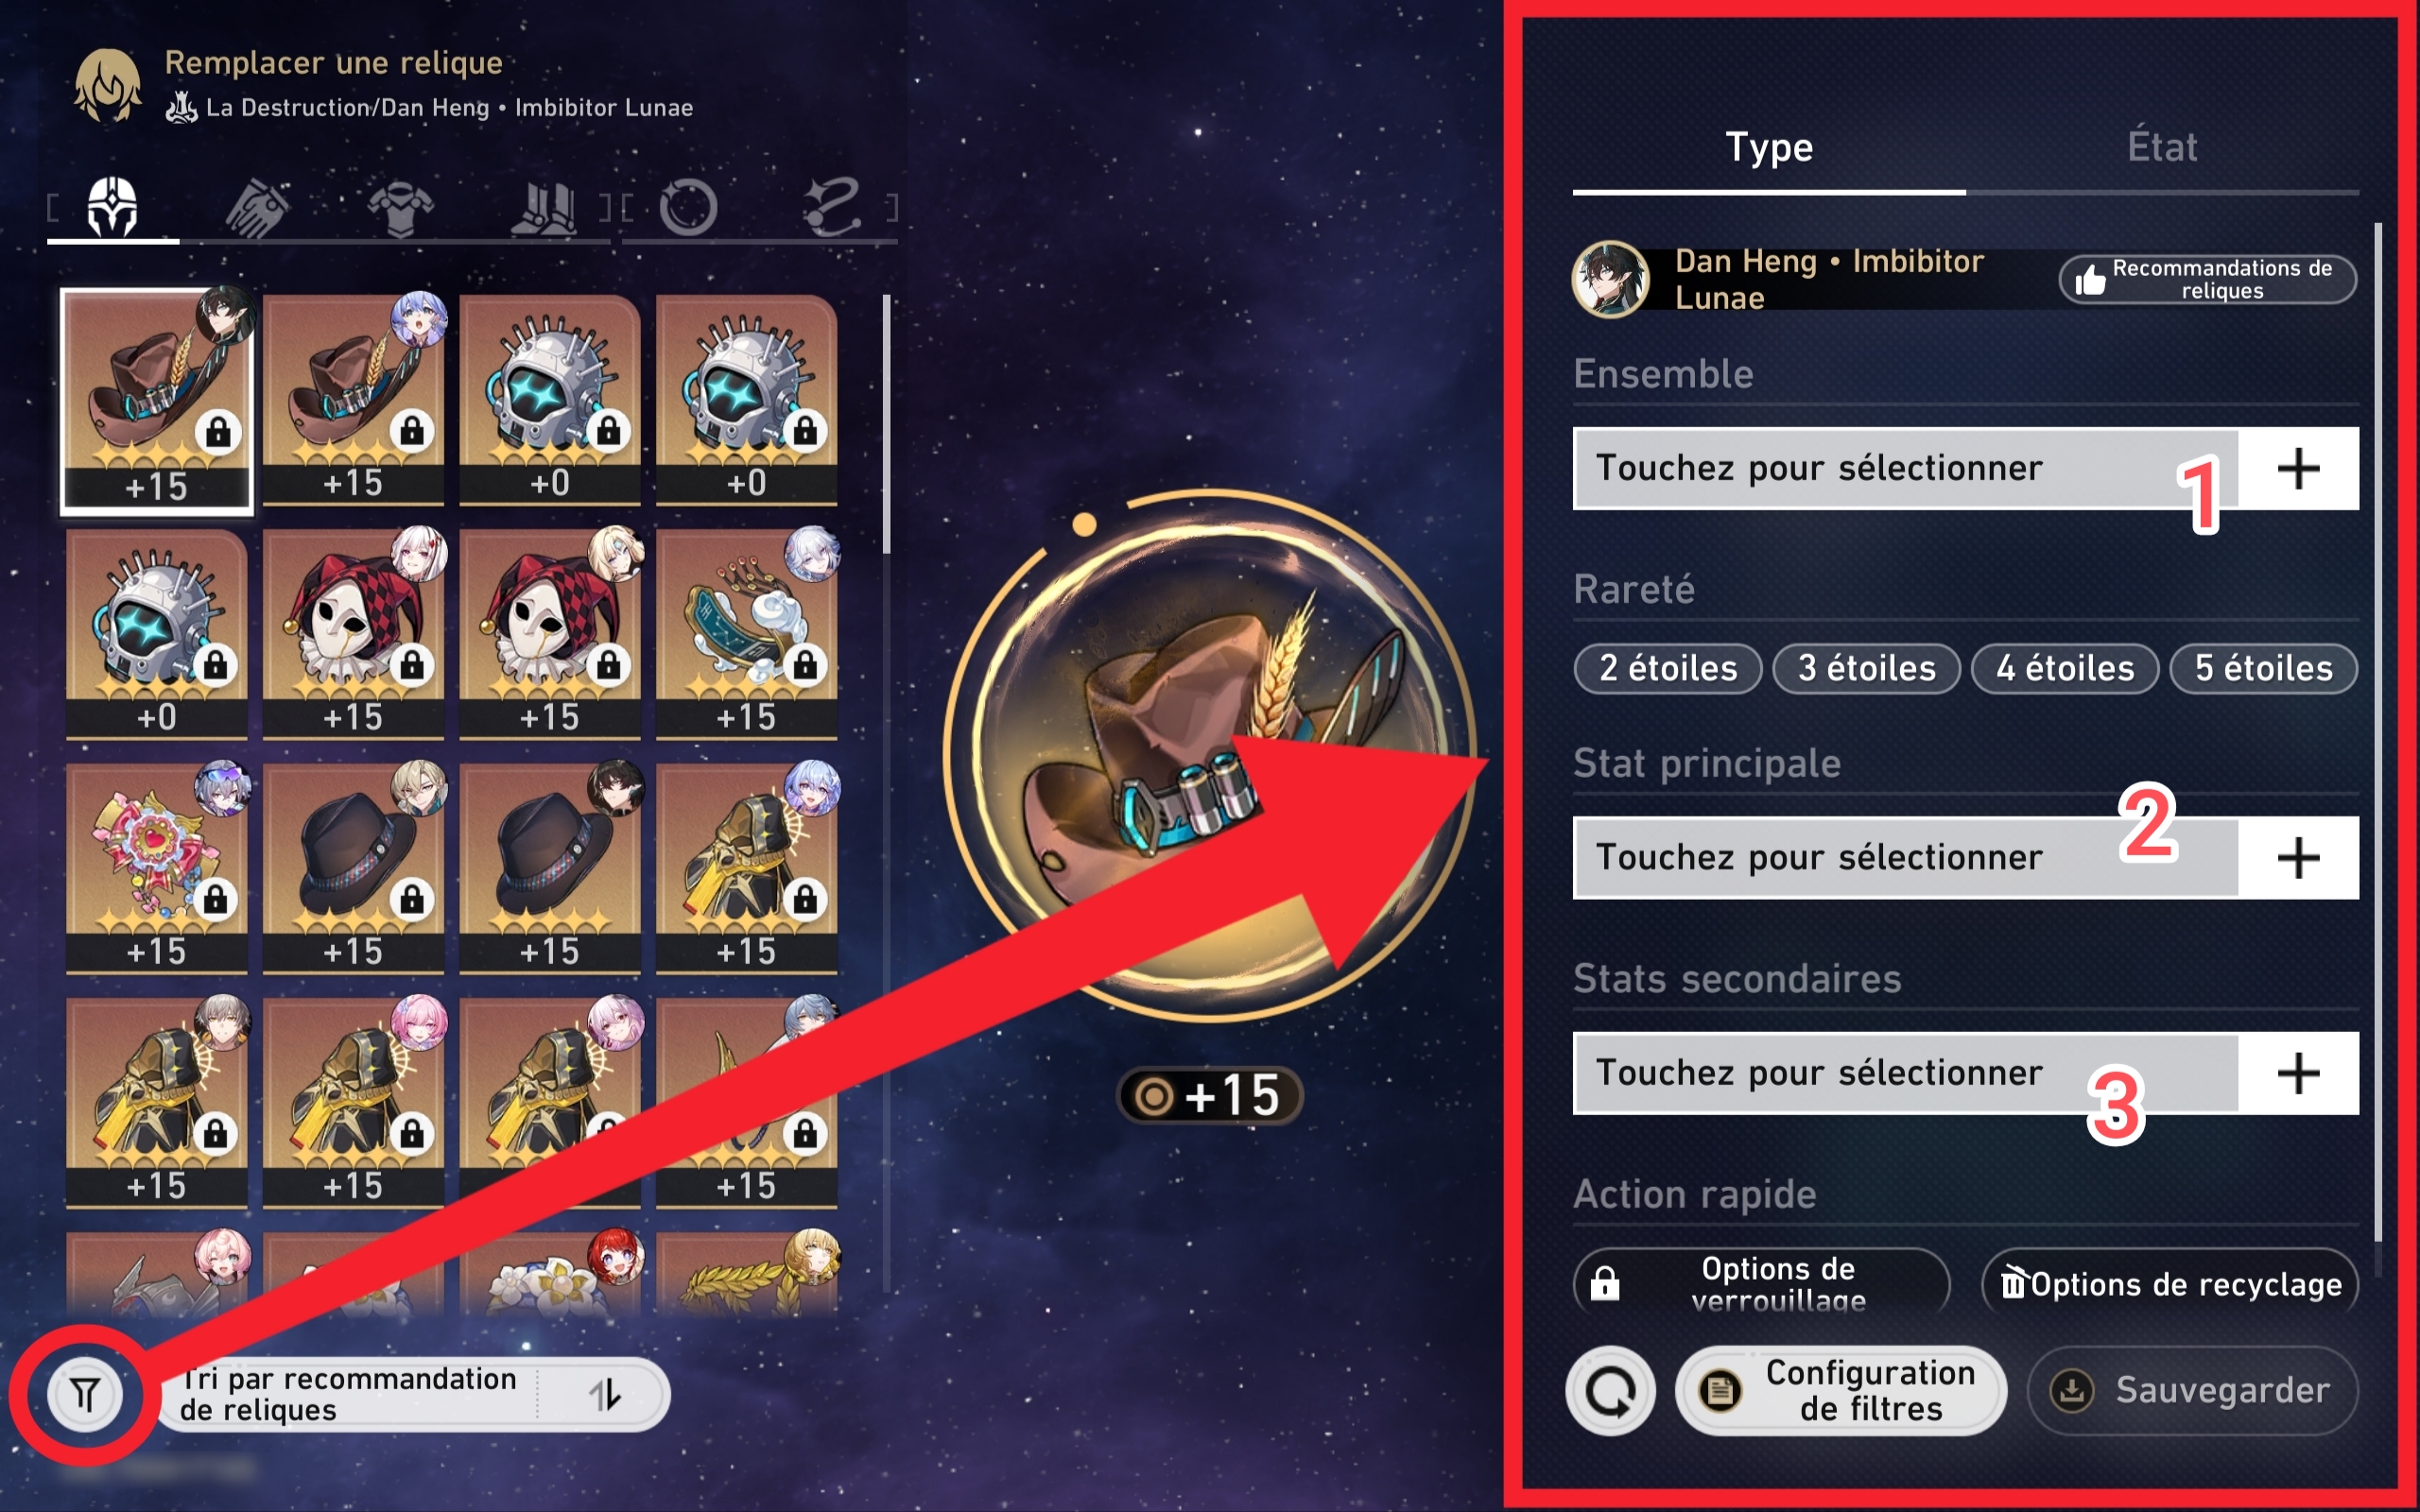 Remplacer une relique
La Destruction/Dan Heng • Imbibitor Lunae
+15
+15
+0
+0
+0
+15
+15
+15
+15
+15
+15
+15
+15
+15
+15
+15
Tri par recommandation
de reliques
Type
État
Dan Heng • Imbibitor
Lunae
Recommandations de
reliques
Ensemble
Touchez pour sélectionner
1
Rareté
2 étoiles
3 étoiles
4 étoiles
5 étoiles
Stat principale
2
Touchez pour sélectionner
Stats secondaires
Touchez pour sélectionner
3
Action rapide
Options de
verrouillage
Options de recyclage
Configuration
de filtres
Sauvegarder